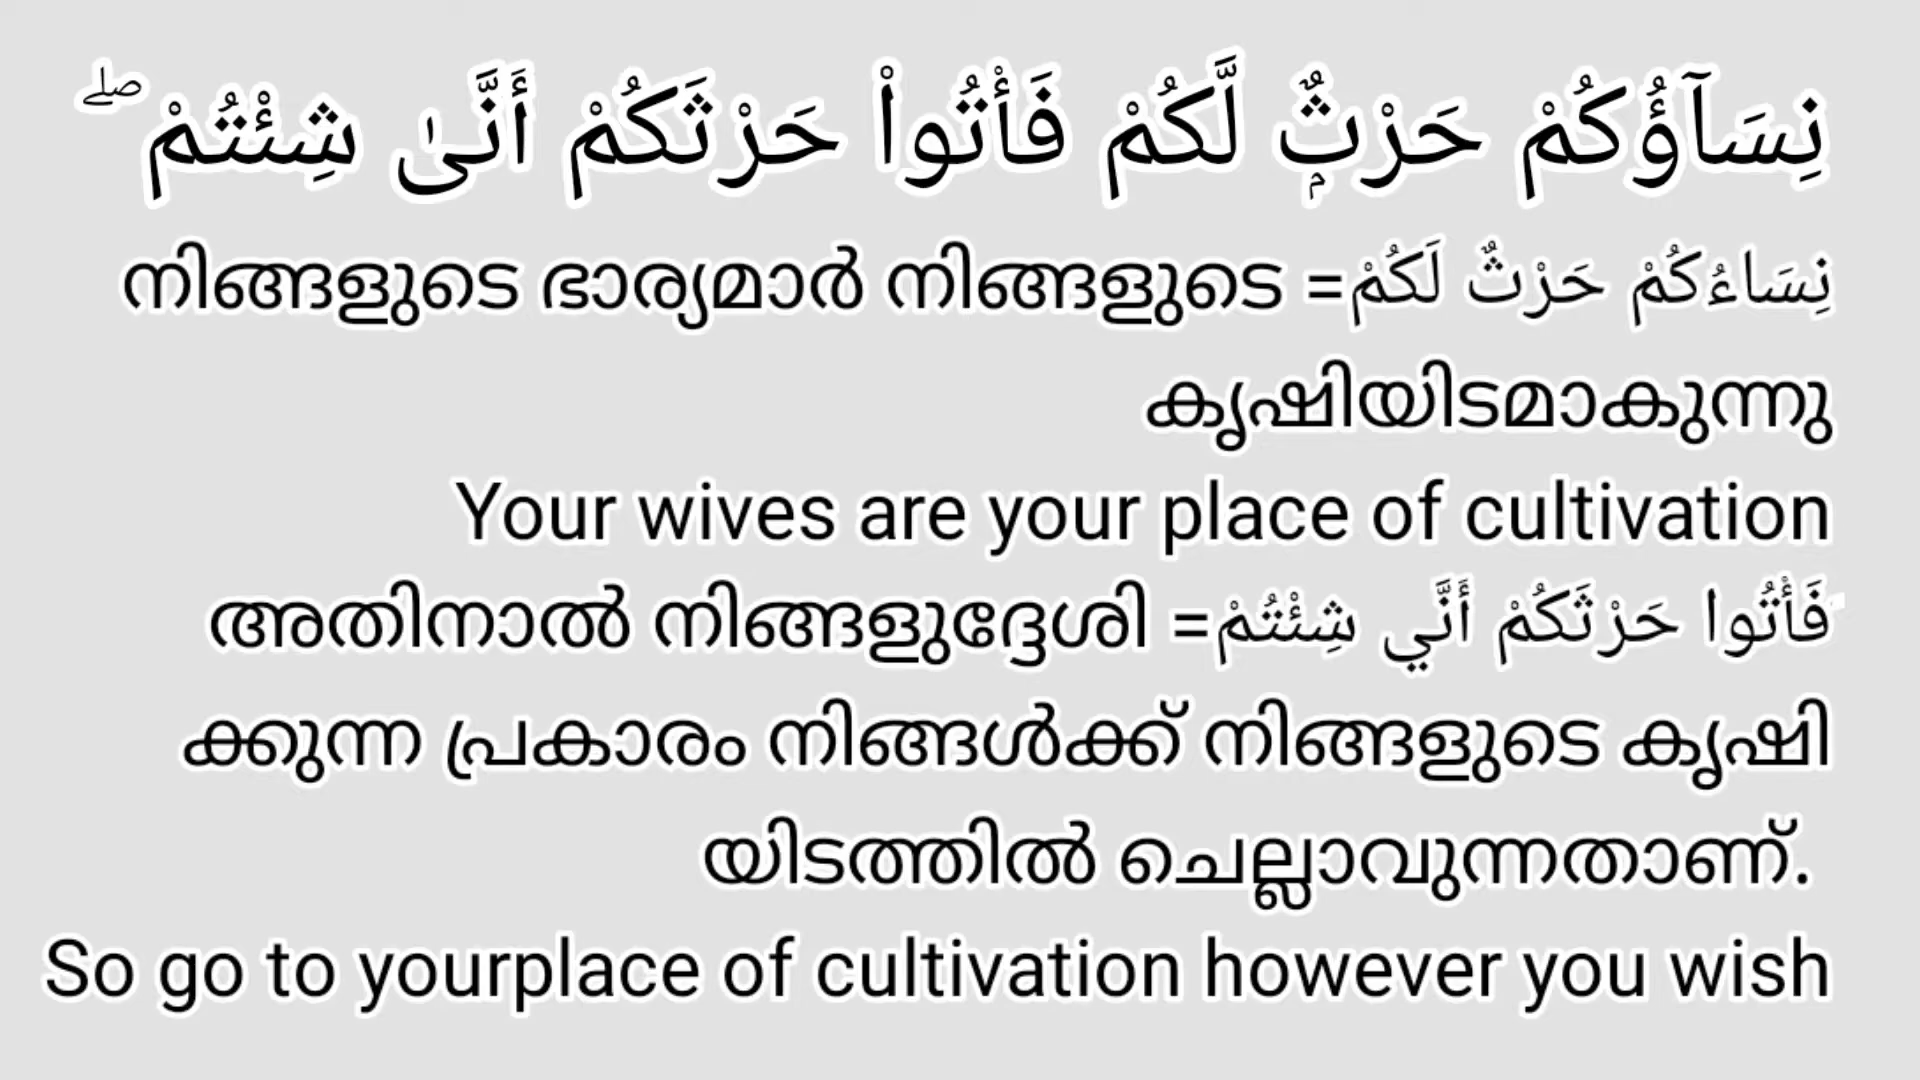 نِسَآؤُكُمْ حَرْثٌۭ لَّكُمْ فَأْتُوا۟ حَرْثَكُمْ أَنَّىٰ شِئْتُمْ ۖ
نِسَاءُكُمْ حَرْثٌ لَكُمْ= നിങ്ങളുടെ ഭാര്യമാർ നിങ്ങളുടെ
കൃഷിയിടമാകുന്നു
Your wives are your place of cultivation
فَأْتُوا حَرْثَكُمْ أَنَّي شِئْتُمْ= അതിനാൽ നിങ്ങളുദ്ദേശി
ക്കുന്ന പ്രകാരം നിങ്ങൾക്ക് നിങ്ങളുടെ കൃഷി
യിടത്തിൽ ചെല്ലാവുന്നതാണ്.
So go to yourplace of cultivation however you wish